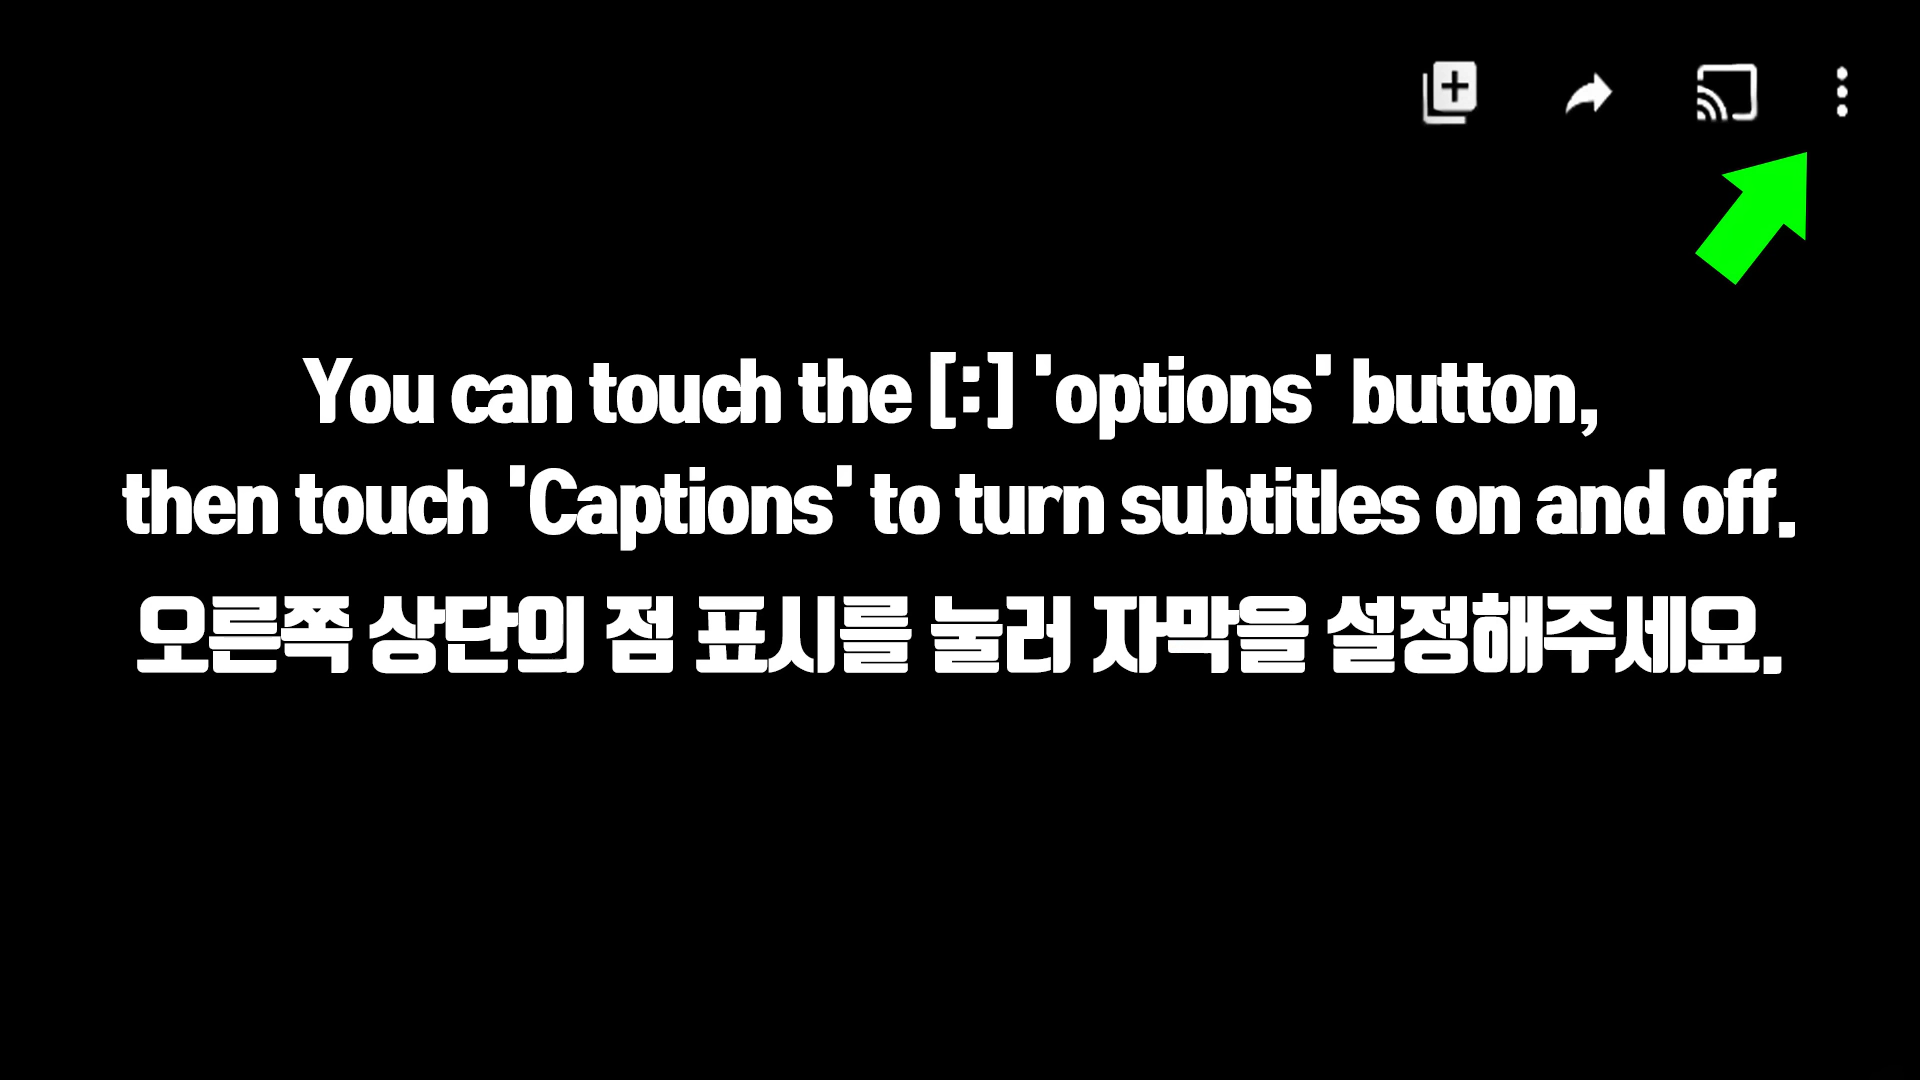 You can touch the [:] 'options' button,
then touch 'Captions' to turn subtitles on and off.
오른쪽 상단의 점 표시를 눌러 자막을 설정해주세요.